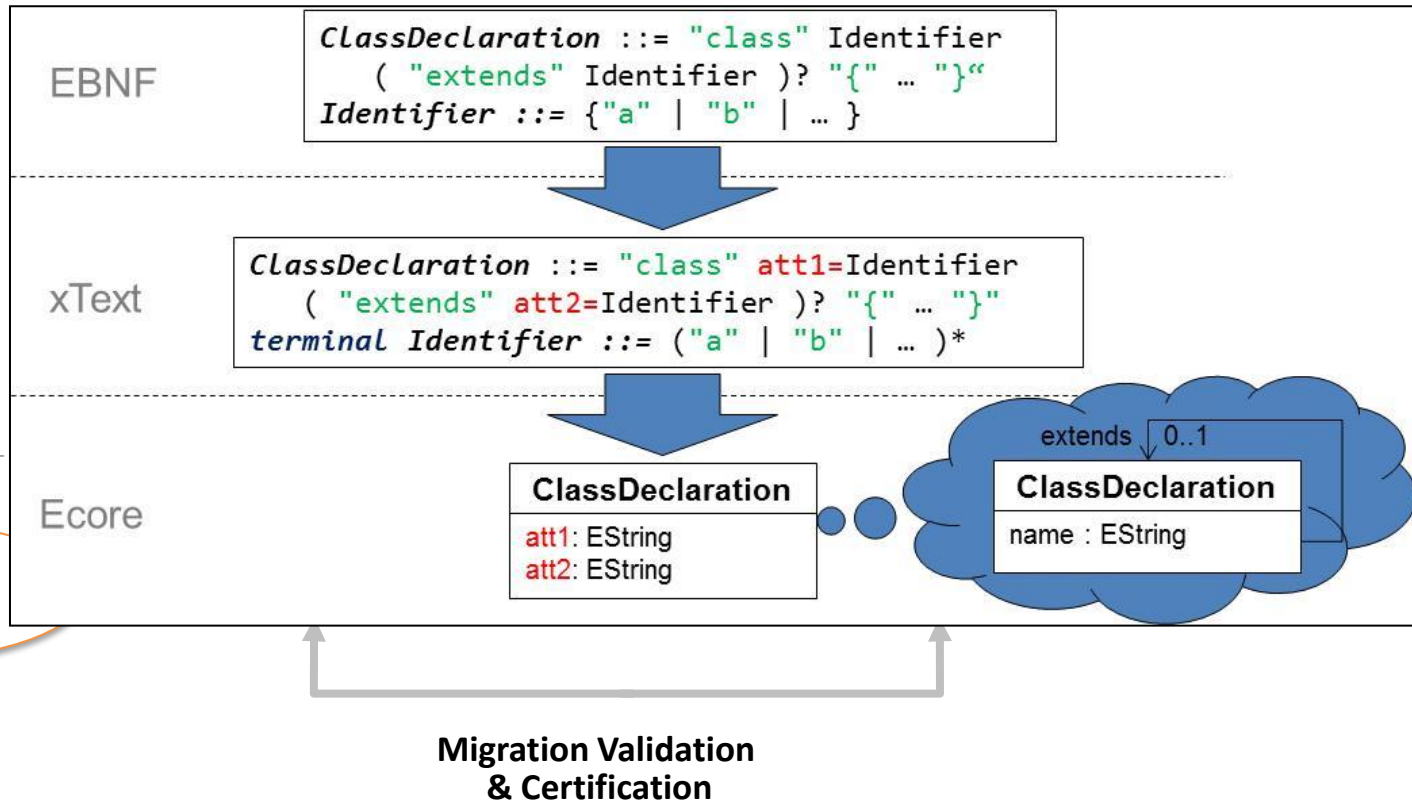 EBNF
ClassDeclaration ::= "class" Identifier
( "extends" Identifier )? "{" … "}“
Identifier ::= {"a" | "b" | … }
xText
ClassDeclaration ::= "class" att1=Identifier
( "extends" att2=Identifier )? "{" … "}"
terminal Identifier ::= ("a" | "b" | … )*
Ecore
ClassDeclaration
att1: EString
att2: EString
extends 0..1
ClassDeclaration
name : EString
Migration Validation
& Certification